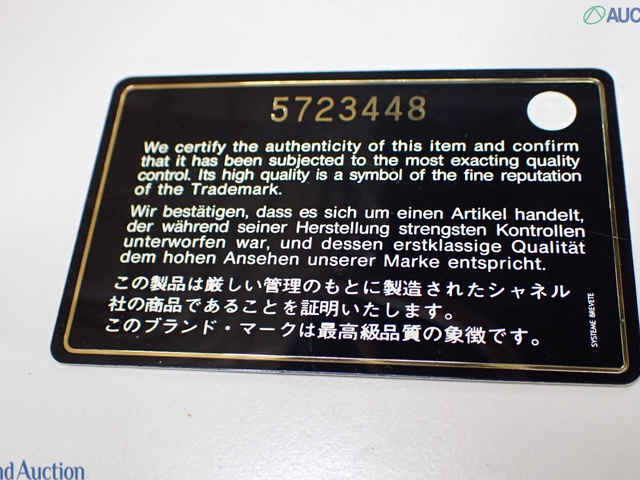 AUC
5723448
We certify the authenticity of this item and confirm
that it has been subjected to the most exacting quality
control. Its high quality is a symbol of the fine reputation
of the Trademark.
Wir bestätigen, dass es sich um einen Artikel handelt,
der während seiner Herstellung strengsten Kontrollen
unterworfen war, und dessen erstklassige Qualität
dem hohen Ansehen unserer Marke entspricht.
この製品は厳しい管理のもとに製造されたシャネル
社の商品であることを証明いたします。
このブランド・マークは最高級品質の象徴です。
SYSTEME BREVETE
nd Auction